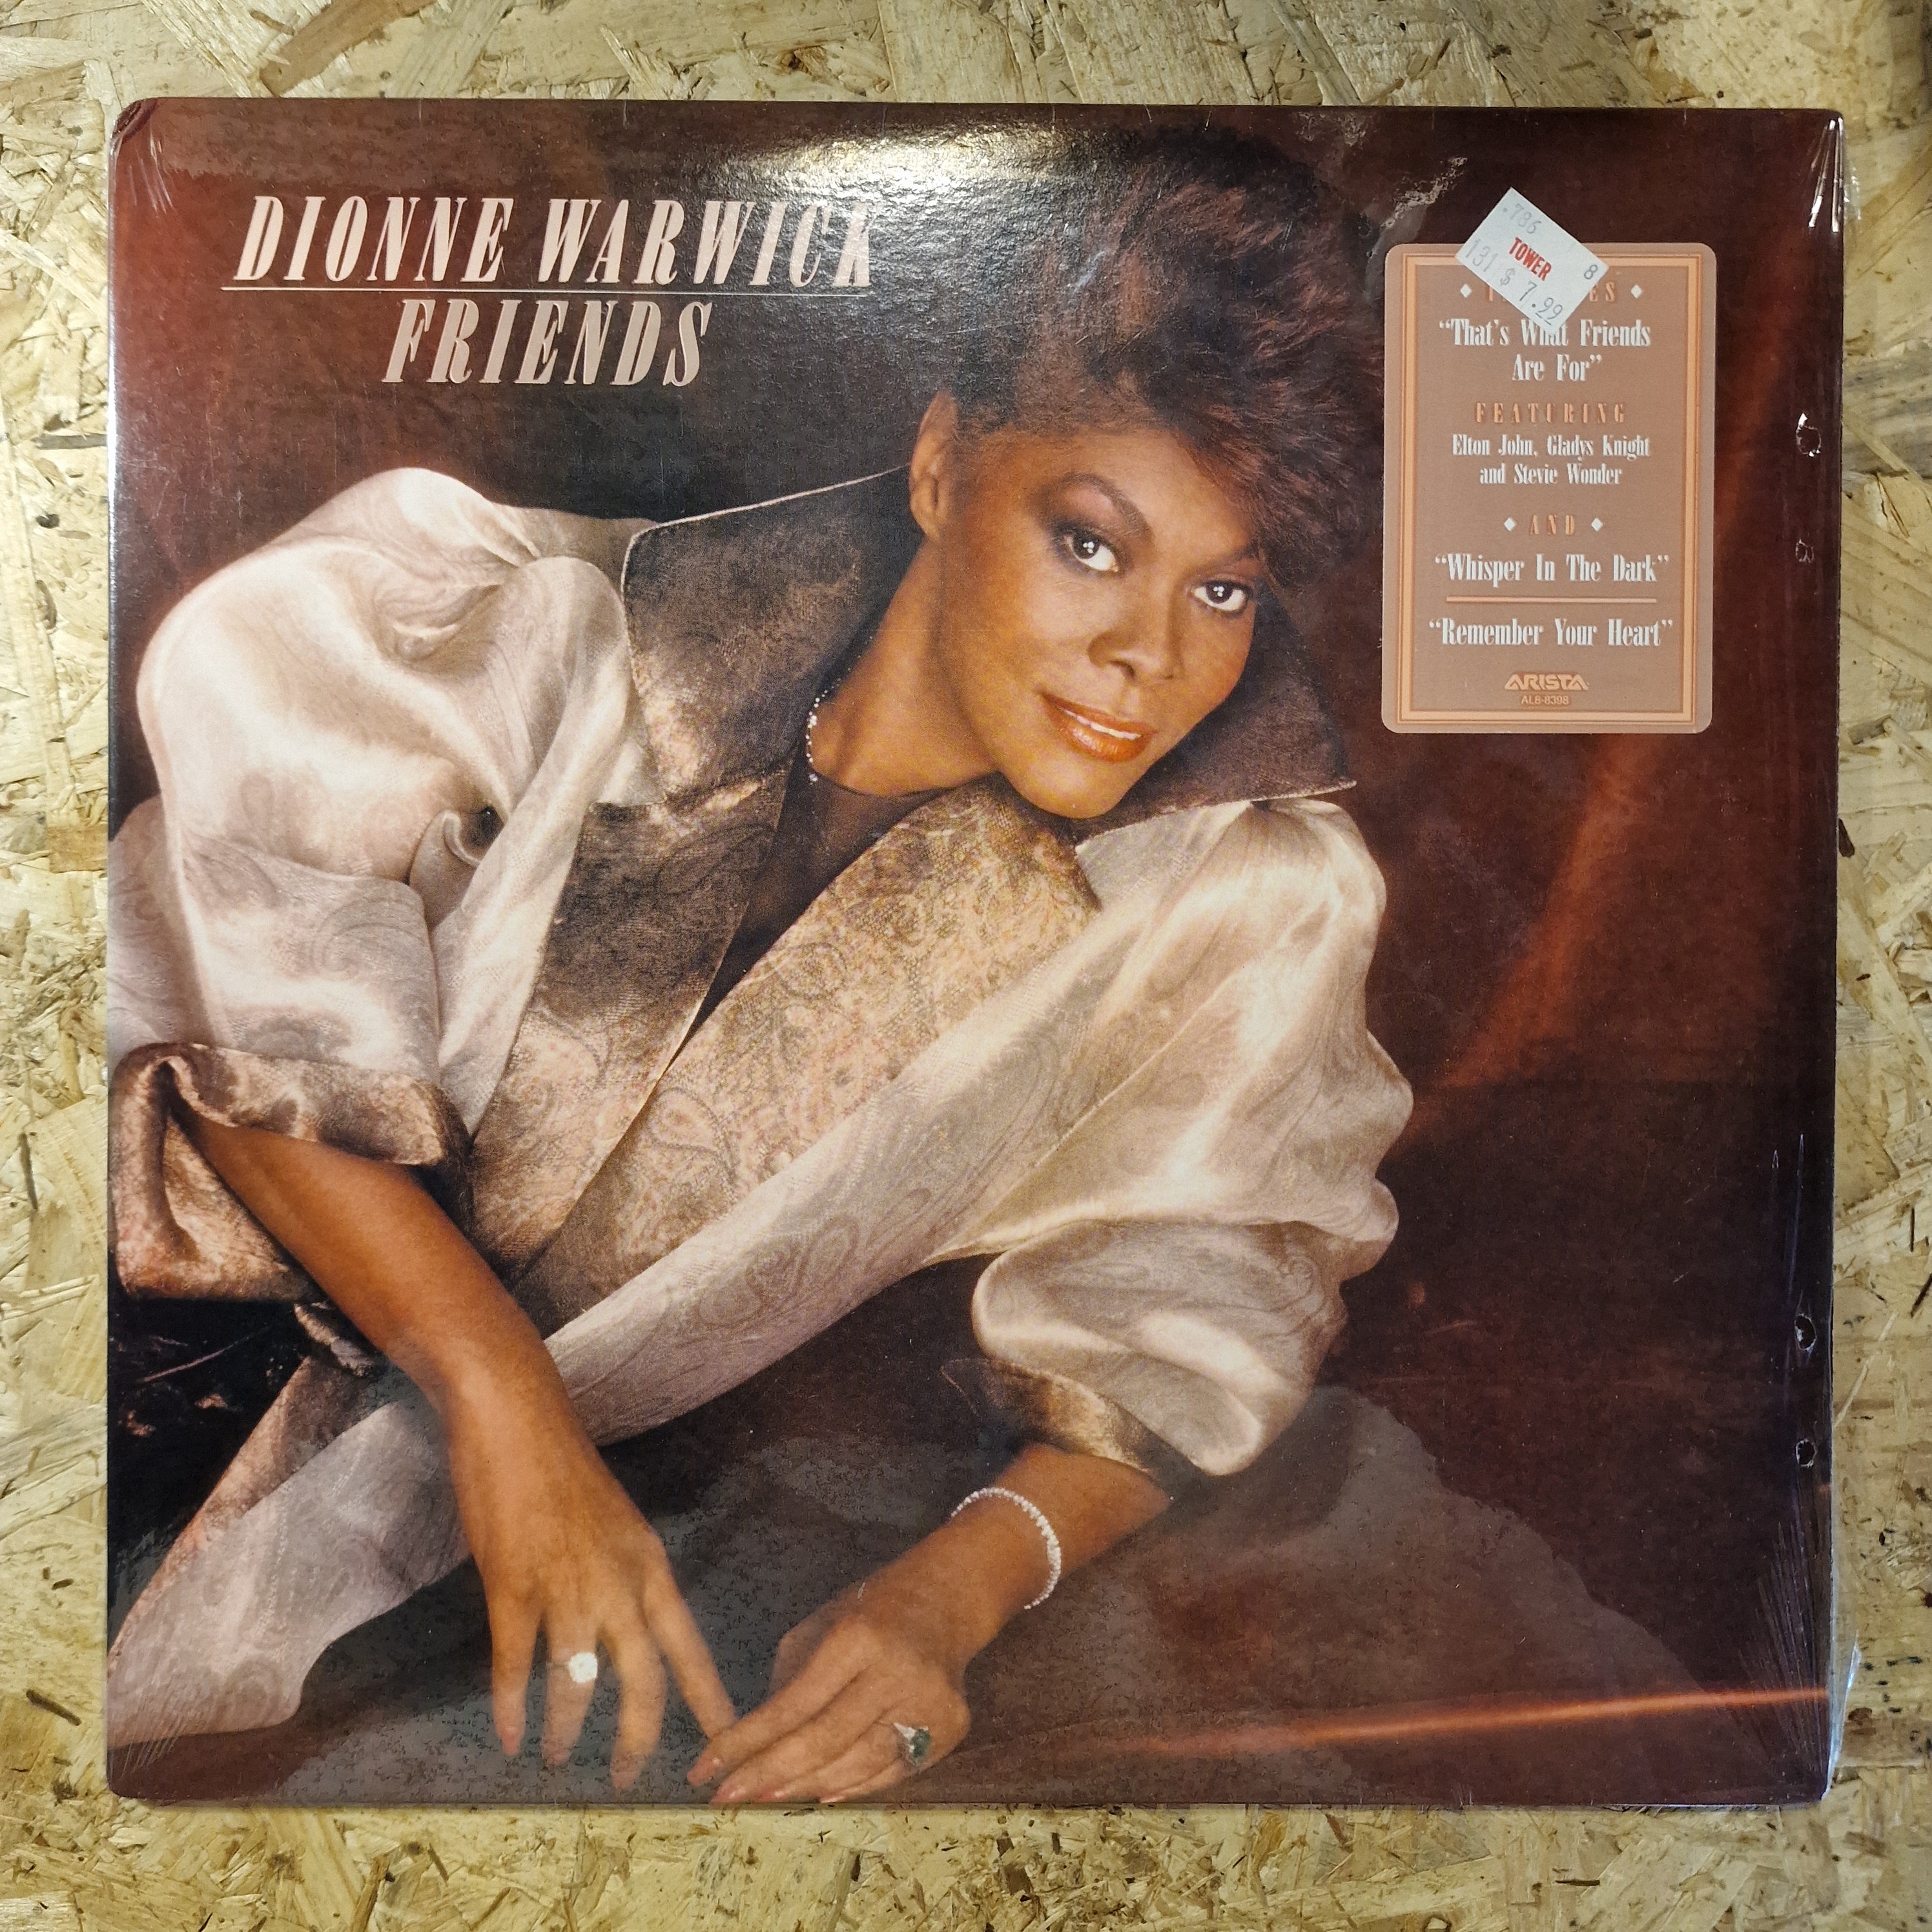 DIONNE WARWICK
FRIENDS
.786
TOWER 8
131 $ 7.99
"That's What Friends
Are For"
FEATURING
Elton John, Gladys Knight
and Stevie Wonder
AND
"Whisper In The Dark"
"Remember Your Heart"
ARISTA
AL8-8398